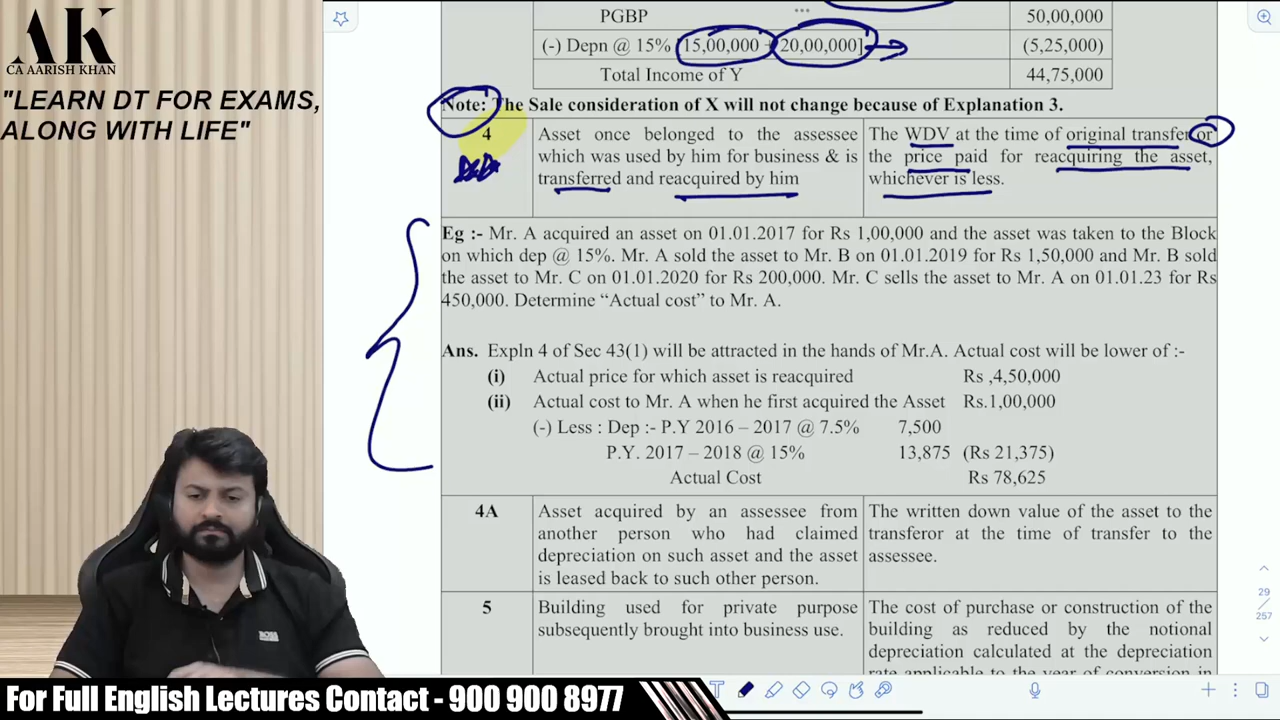 AK
CA AARISH KHAN
"LEARN DT FOR EXAMS,
ALONG WITH LIFE"
PGBP ... 50,00,000
(-) Depn @ 15% [15,00,000 + 20,00,000] (5,25,000)
Total Income of Y 44,75,000
Note: The Sale consideration of X will not change because of Explanation 3.
4 Asset once belonged to the assessee The WDV at the time of original transfer or
which was used by him for business & is the price paid for reacquiring the asset,
transferred and reacquired by him whichever is less.
Eg :- Mr. A acquired an asset on 01.01.2017 for Rs 1,00,000 and the asset was taken to the Block
on which dep @ 15%. Mr. A sold the asset to Mr. B on 01.01.2019 for Rs 1,50,000 and Mr. B sold
the asset to Mr. C on 01.01.2020 for Rs 200,000. Mr. C sells the asset to Mr. A on 01.01.23 for Rs
450,000. Determine “Actual cost” to Mr. A.
Ans. Expln 4 of Sec 43(1) will be attracted in the hands of Mr.A. Actual cost will be lower of :-
(i) Actual price for which asset is reacquired Rs ,4,50,000
(ii) Actual cost to Mr. A when he first acquired the Asset Rs.1,00,000
(-) Less : Dep :- P.Y 2016 – 2017 @ 7.5% 7,500
P.Y. 2017 – 2018 @ 15% 13,875 (Rs 21,375)
Actual Cost Rs 78,625
4A Asset acquired by an assessee from The written down value of the asset to the
another person who had claimed transferor at the time of transfer to the
depreciation on such asset and the asset assessee.
is leased back to such other person.
5 Building used for private purpose The cost of purchase or construction of the
subsequently brought into business use. building as reduced by the notional
depreciation calculated at the depreciation
rate applicable to the year of conversion in
29
257
BOSS
For Full English Lectures Contact - 900 900 8977